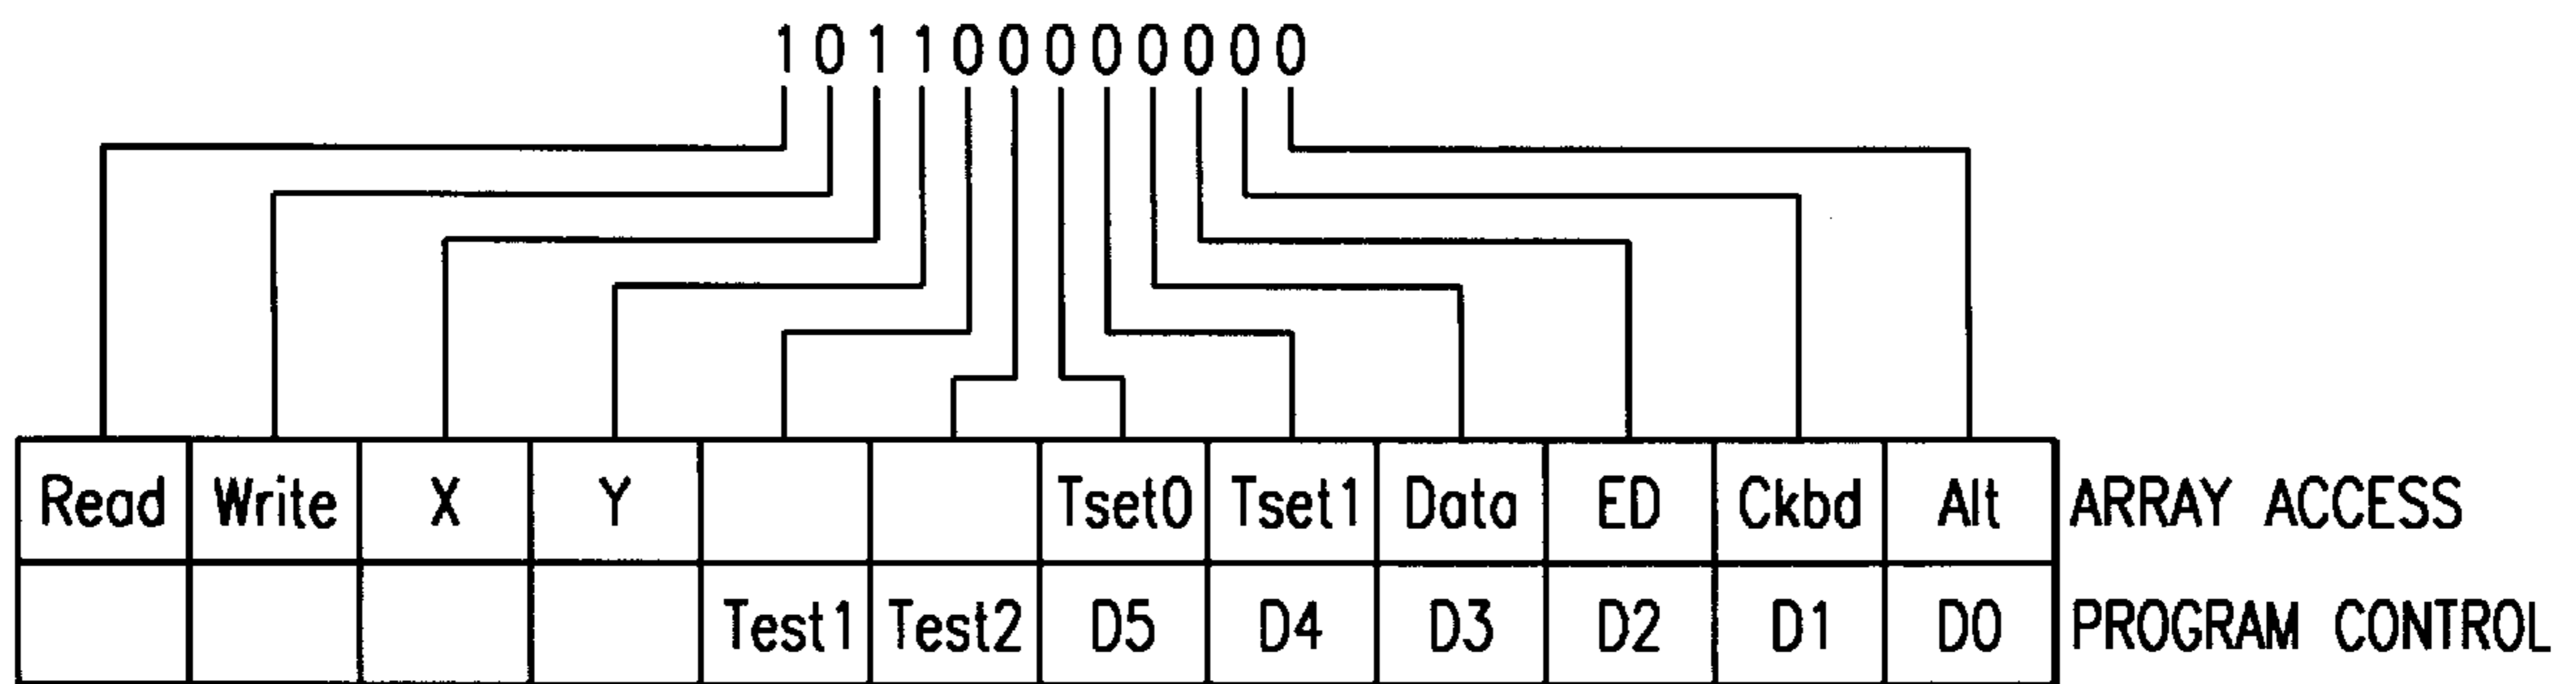 101100000000
Read Write X Y Tset0 Tset1 Data ED Ckbd Alt ARRAY ACCESS
Test1 Test2 D5 D4 D3 D2 D1 D0 PROGRAM CONTROL